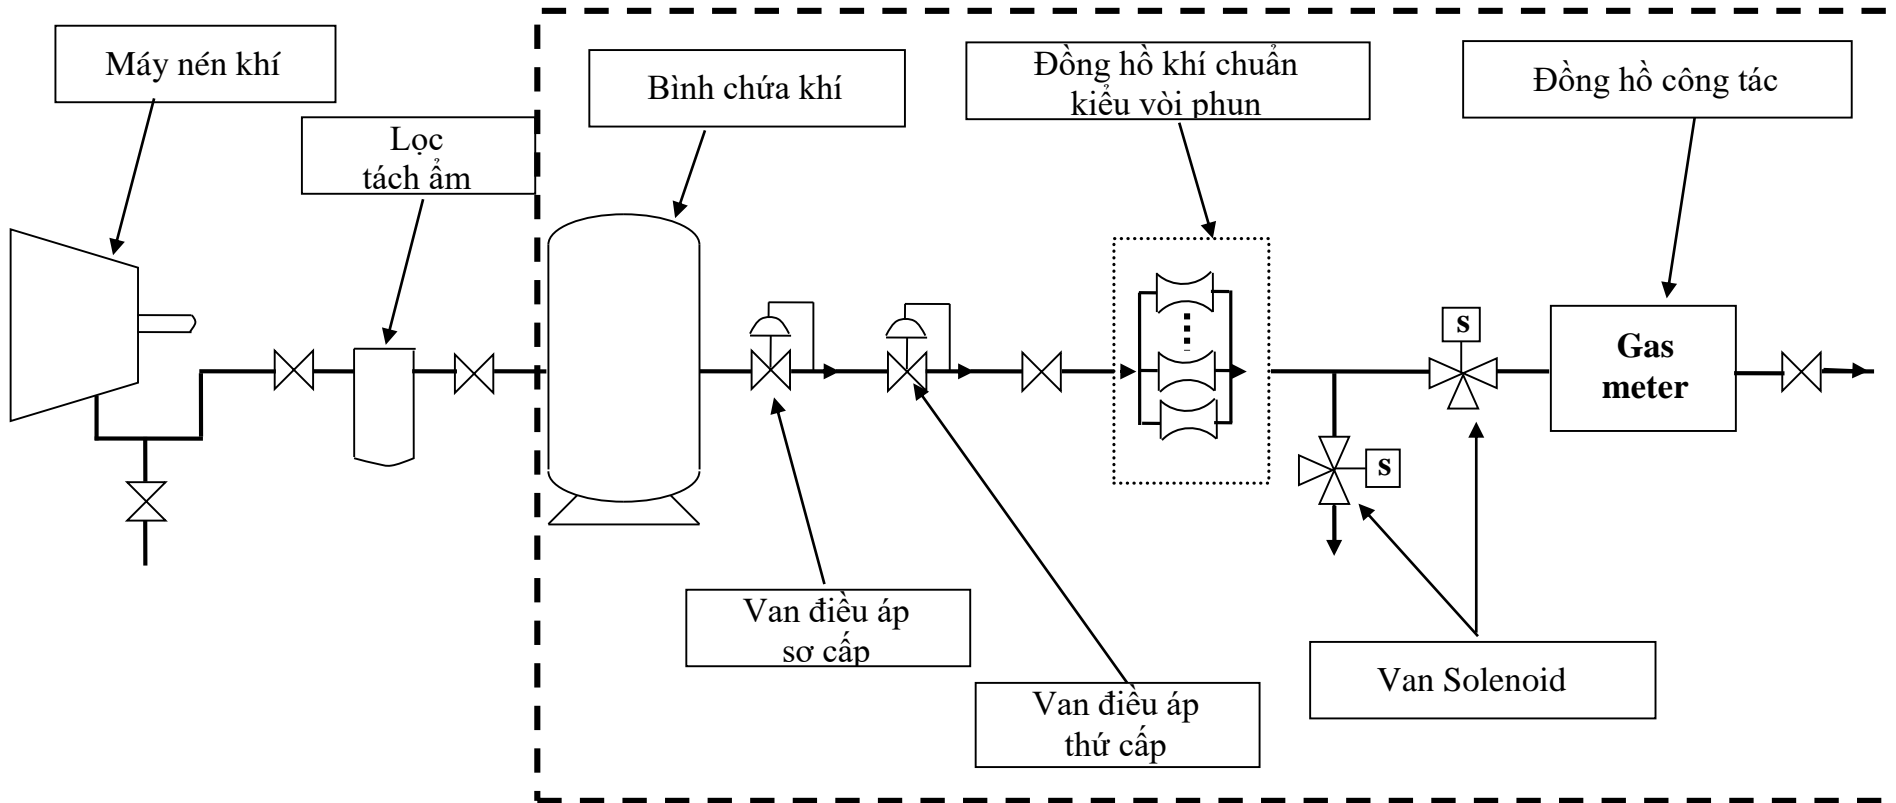 Máy nén khí
Lọc
tách ẩm
Bình chứa khí
Đồng hồ khí chuẩn
kiểu vòi phun
Đồng hồ công tác
s
Gas
meter
s
Van điều áp
sơ cấp
Van điều áp
thứ cấp
Van Solenoid